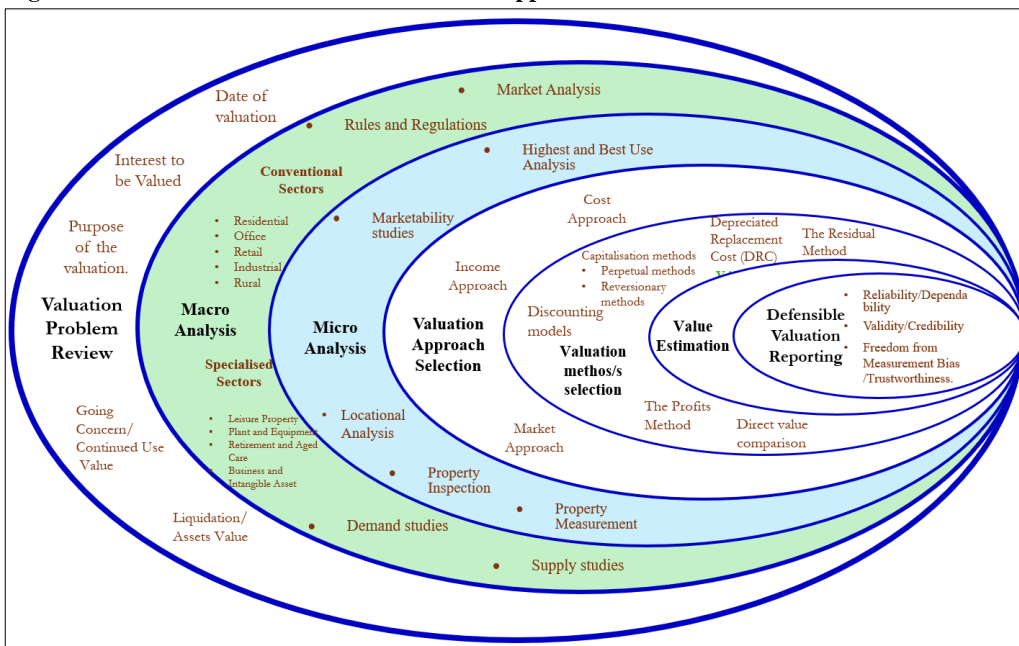 Date of
valuation
Interest to
be Valued
Purpose of
the
valuation.
Valuation
Problem
Review
Going
Concern/
Continued Use
Value
Liquidation/
Assets Value
• Market Analysis
• Rules and Regulations
Conventional
Sectors
• Residential
• Office
• Retail
• Industrial
• Rural
Macro
Analysis
Specialised
Sectors
• Leisure Property
• Plant and Equipment
• Retirement and Aged
Care
• Business and
Intangible Asset
• Demand studies
• Supply studies
• Highest and Best Use
Analysis
• Marketability
studies
Micro
Analysis
• Locational
Analysis
• Property
Inspection
• Property
Measurement
Cost
Approach
Income
Approach
Valuation
Approach
Selection
Market
Approach
Capitalisation methods
• Perpetual methods
• Reversionary
methods
Discounting
models
Valuation
methos/s
selection
Depreciated
Replacement
Cost (DRC)
The Residual
Method
The Profits
Method
Direct value
comparison
Value
Estimation
Defensible
Valuation
Reporting
• Reliability/Dependa
bility
• Validity/Credibility
• Freedom from
Measurement Bias
/Trustworthiness.